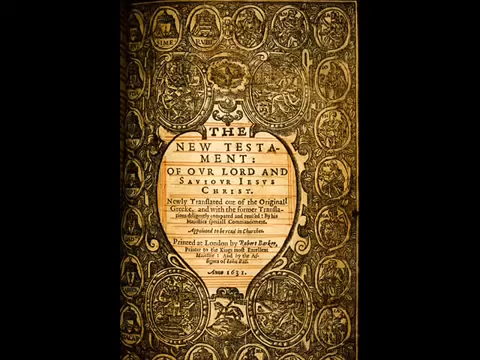 SIME
RVBE
THE
NEW TESTA-
MENT:
OF OVR LORD AND
SAVIOVR IESVS
CHRIST.
Newly Translated out of the Originall
Greeke, and with the former Transla-
tions diligently compared and revised: By his
Maiesties speciall Commandement.
Appointed to be read in Churches.
Printed at London by Robert Barker,
Printer to the Kings most Excellent
Maiestie: And by the As-
signes of Iohn Bill.
Anno 1631.